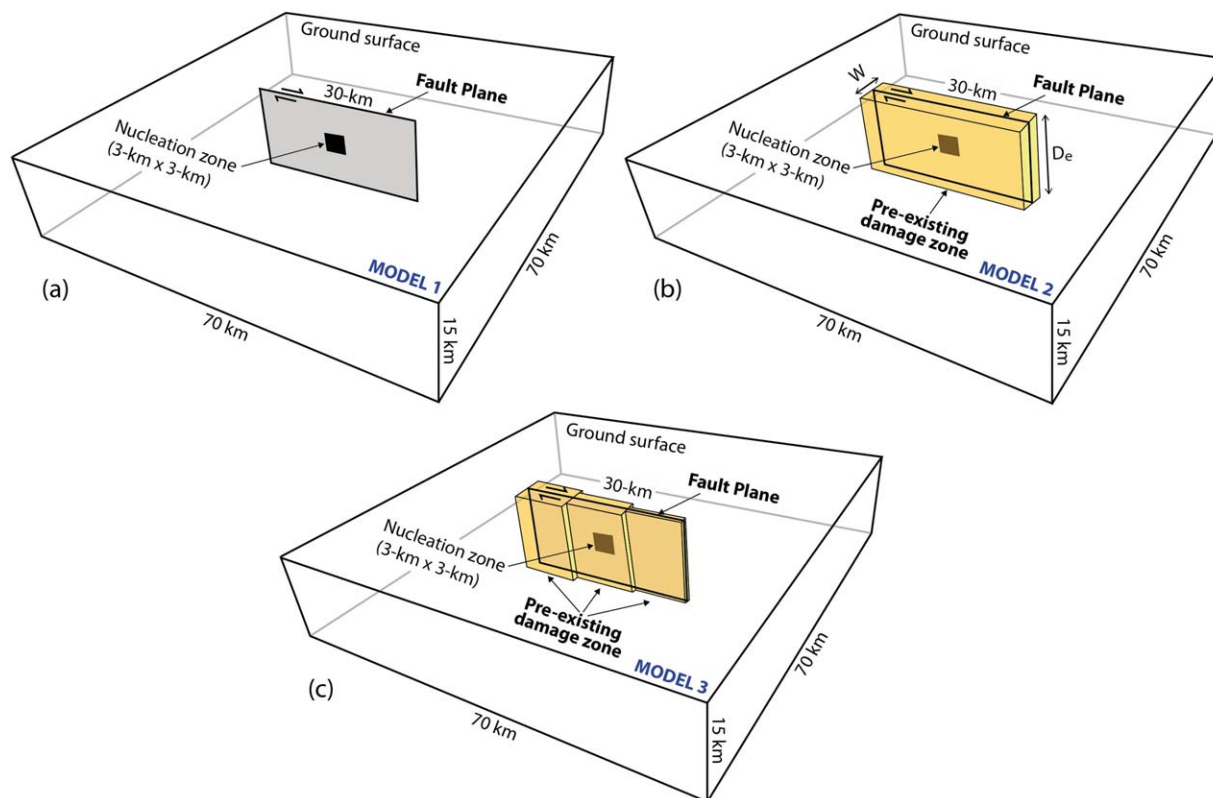 Ground surface
30-km
Fault Plane
Nucleation zone
(3-km x 3-km)
MODEL 1
(a)
70 km
70 km
15 km
Ground surface
W
30-km
Fault Plane
Nucleation zone
(3-km x 3-km)
De
Pre-existing
damage zone
MODEL 2
(b)
70 km
70 km
15 km
Ground surface
30-km
Fault Plane
Nucleation zone
(3-km x 3-km)
Pre-existing
damage zone
MODEL 3
(c)
70 km
70 km
15 km